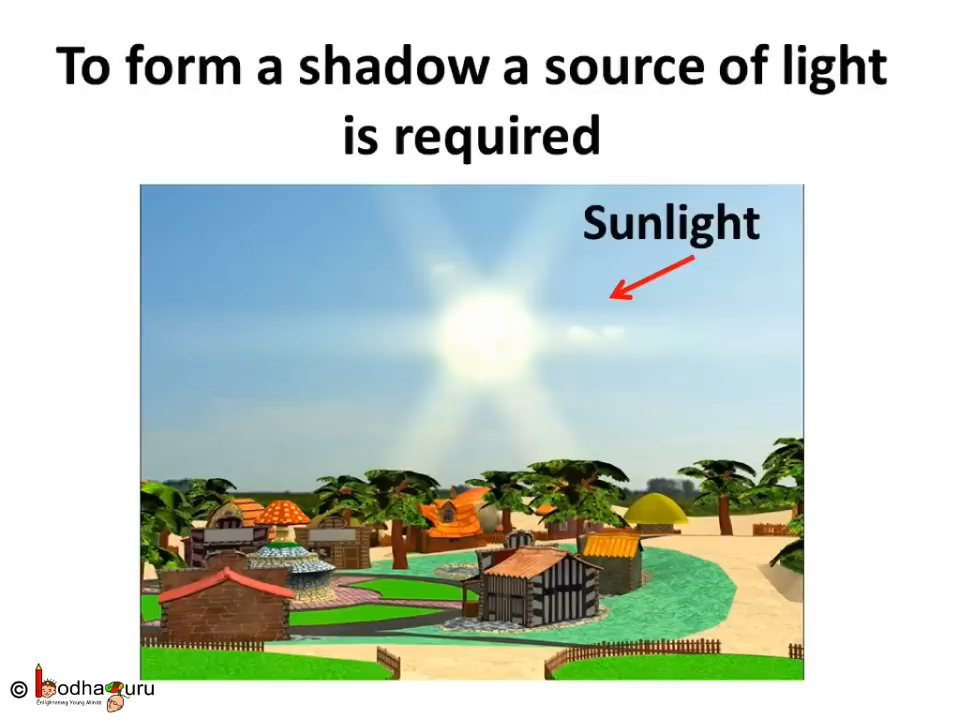 To form a shadow a source of light
is required
Sunlight
© BodhaGuru
Enlightening Young Minds